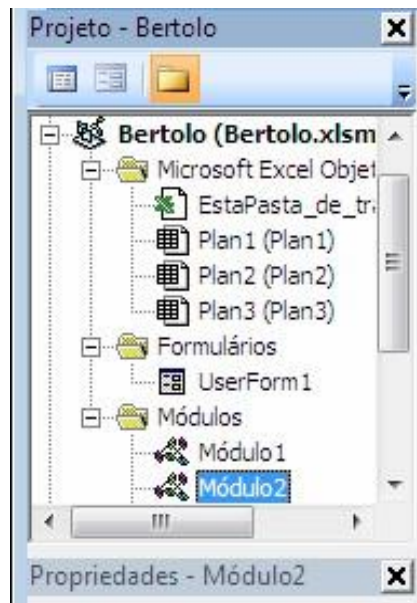 Projeto - Bertolo
Bertolo (Bertolo.xlsm
Microsoft Excel Objet
EstaPasta_de_tr
Plan1 (Plan1)
Plan2 (Plan2)
Plan3 (Plan3)
Formulários
UserForm1
Módulos
Módulo1
Módulo2
Propriedades - Módulo2